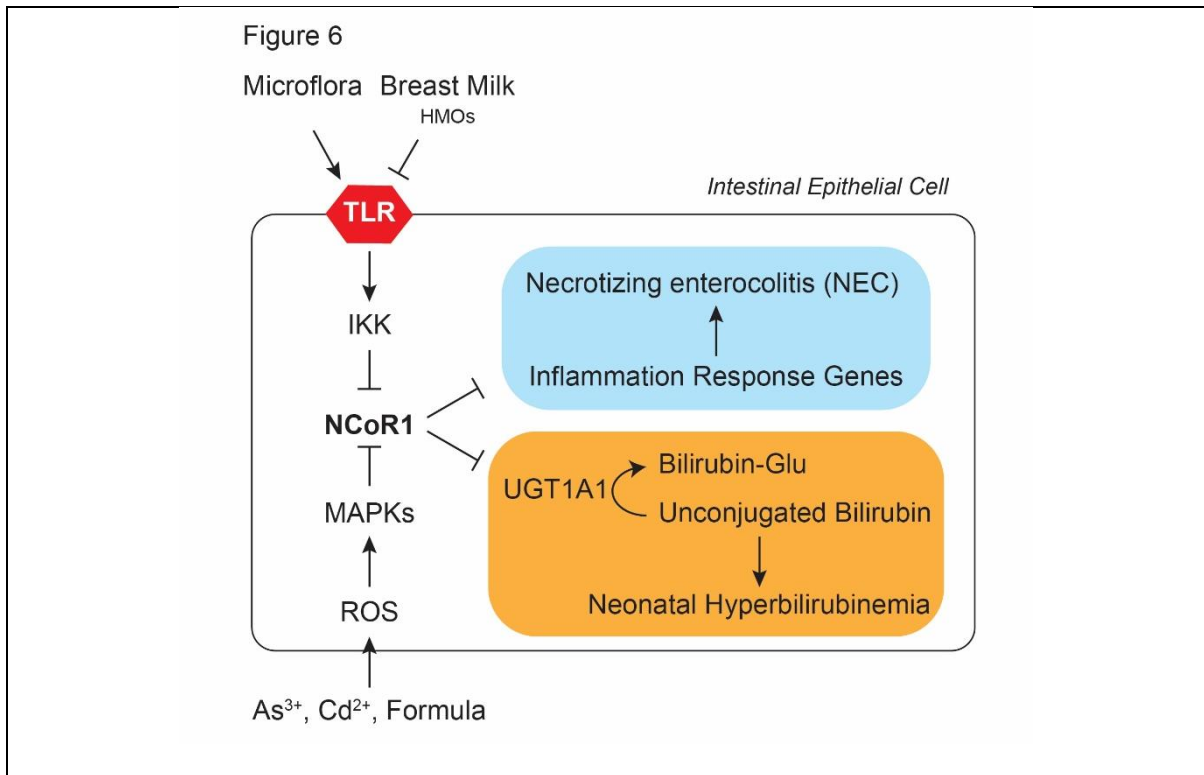 Figure 6
Microflora Breast Milk
HMOs
Intestinal Epithelial Cell
TLR
Necrotizing enterocolitis (NEC)
IKK
Inflammation Response Genes
NCoR1
Bilirubin-Glu
UGT1A1
Unconjugated Bilirubin
MAPKs
Neonatal Hyperbilirubinemia
ROS
As³⁺, Cd²⁺, Formula